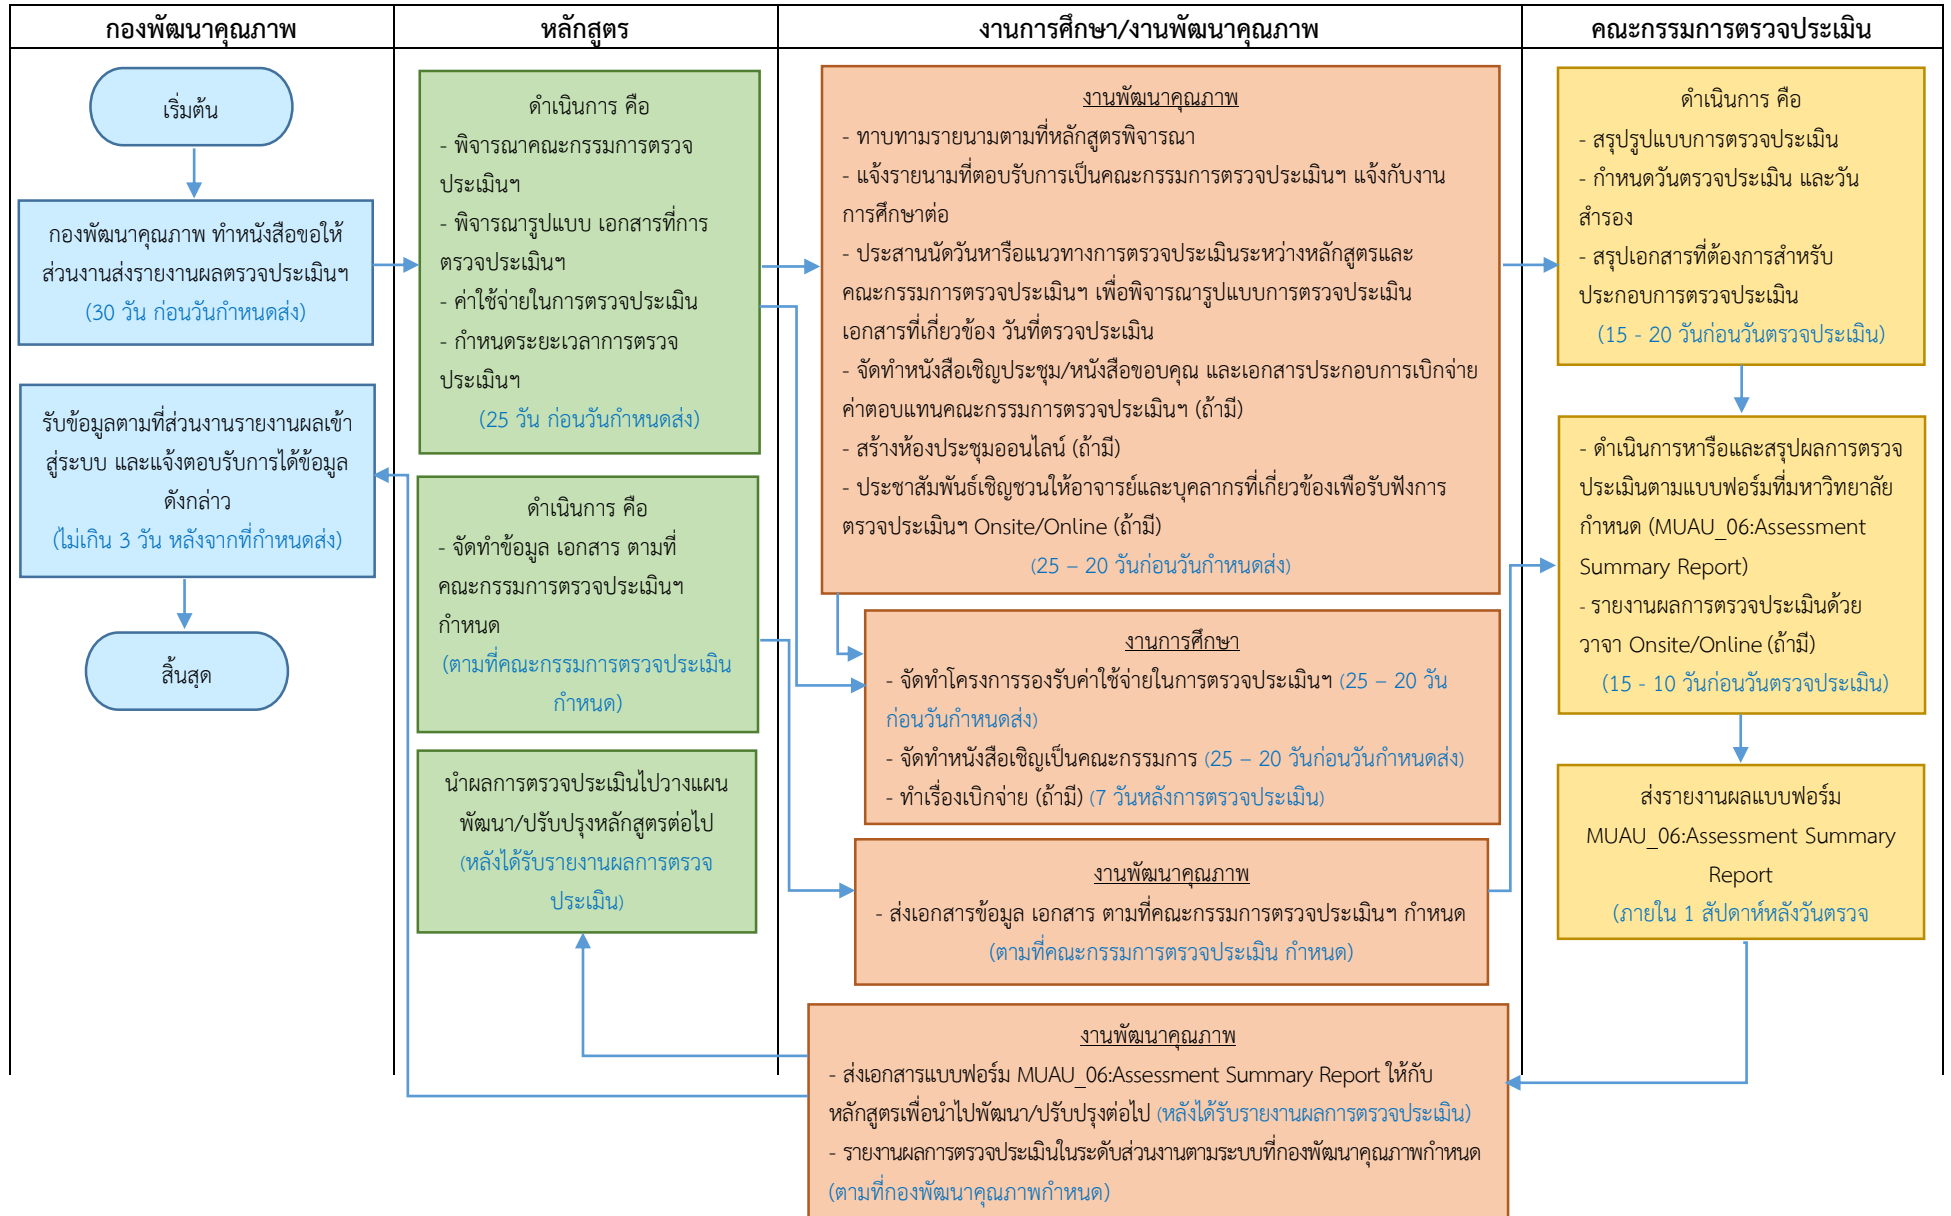 กองพัฒนาคุณภาพ
หลักสูตร
งานการศึกษา/งานพัฒนาคุณภาพ
คณะกรรมการตรวจประเมิน
เริ่มต้น
กองพัฒนาคุณภาพ ทำหนังสือขอให้
ส่วนงานส่งรายงานผลตรวจประเมินฯ
(30 วัน ก่อนวันกำหนดส่ง)
รับข้อมูลตามที่ส่วนงานรายงานผลเข้า
สู่ระบบ และแจ้งตอบรับการได้ข้อมูล
ดังกล่าว
(ไม่เกิน 3 วัน หลังจากที่กำหนดส่ง)
สิ้นสุด
ดำเนินการ คือ
- พิจารณาคณะกรรมการตรวจ
ประเมินฯ
- พิจารณารูปแบบ เอกสารที่การ
ตรวจประเมินฯ
- ค่าใช้จ่ายในการตรวจประเมิน
- กำหนดระยะเวลาการตรวจ
ประเมินฯ
(25 วัน ก่อนวันกำหนดส่ง)
ดำเนินการ คือ
- จัดทำข้อมูล เอกสาร ตามที่
คณะกรรมการตรวจประเมินฯ
กำหนด
(ตามที่คณะกรรมการตรวจประเมิน
กำหนด)
นำผลการตรวจประเมินไปวางแผน
พัฒนา/ปรับปรุงหลักสูตรต่อไป
(หลังได้รับรายงานผลการตรวจ
ประเมิน)
งานพัฒนาคุณภาพ
- ทาบทามรายนามตามที่หลักสูตรพิจารณา
- แจ้งรายนามที่ตอบรับการเป็นคณะกรรมการตรวจประเมินฯ แจ้งกับงาน
การศึกษาต่อ
- ประสานนัดวันหารือแนวทางการตรวจประเมินระหว่างหลักสูตรและ
คณะกรรมการตรวจประเมินฯ เพื่อพิจารณารูปแบบการตรวจประเมิน
เอกสารที่เกี่ยวข้อง วันที่ตรวจประเมิน
- จัดทำหนังสือเชิญประชุม/หนังสือขอบคุณ และเอกสารประกอบการเบิกจ่าย
ค่าตอบแทนคณะกรรมการตรวจประเมินฯ (ถ้ามี)
- สร้างห้องประชุมออนไลน์ (ถ้ามี)
- ประชาสัมพันธ์เชิญชวนให้อาจารย์และบุคลากรที่เกี่ยวข้องเพือรับฟังการ
ตรวจประเมินฯ Onsite/Online (ถ้ามี)
(25 – 20 วันก่อนวันกำหนดส่ง)
งานการศึกษา
- จัดทำโครงการรองรับค่าใช้จ่ายในการตรวจประเมินฯ (25 – 20 วัน
ก่อนวันกำหนดส่ง)
- จัดทำหนังสือเชิญเป็นคณะกรรมการ (25 – 20 วันก่อนวันกำหนดส่ง)
- ทำเรื่องเบิกจ่าย (ถ้ามี) (7 วันหลังการตรวจประเมิน)
งานพัฒนาคุณภาพ
- ส่งเอกสารข้อมูล เอกสาร ตามที่คณะกรรมการตรวจประเมินฯ กำหนด
(ตามที่คณะกรรมการตรวจประเมิน กำหนด)
งานพัฒนาคุณภาพ
- ส่งเอกสารแบบฟอร์ม MUAU_06:Assessment Summary Report ให้กับ
หลักสูตรเพื่อนำไปพัฒนา/ปรับปรุงต่อไป (หลังได้รับรายงานผลการตรวจประเมิน)
- รายงานผลการตรวจประเมินในระดับส่วนงานตามระบบที่กองพัฒนาคุณภาพกำหนด
(ตามที่กองพัฒนาคุณภาพกำหนด)
ดำเนินการ คือ
- สรุปรูปแบบการตรวจประเมิน
- กำหนดวันตรวจประเมิน และวัน
สำรอง
- สรุปเอกสารที่ต้องการสำหรับ
ประกอบการตรวจประเมิน
(15 - 20 วันก่อนวันตรวจประเมิน)
- ดำเนินการหารือและสรุปผลการตรวจ
ประเมินตามแบบฟอร์มที่มหาวิทยาลัย
กำหนด (MUAU_06:Assessment
Summary Report)
- รายงานผลการตรวจประเมินด้วย
วาจา Onsite/Online (ถ้ามี)
(15 - 10 วันก่อนวันตรวจประเมิน)
ส่งรายงานผลแบบฟอร์ม
MUAU_06:Assessment Summary
Report
(ภายใน 1 สัปดาห์หลังวันตรวจ